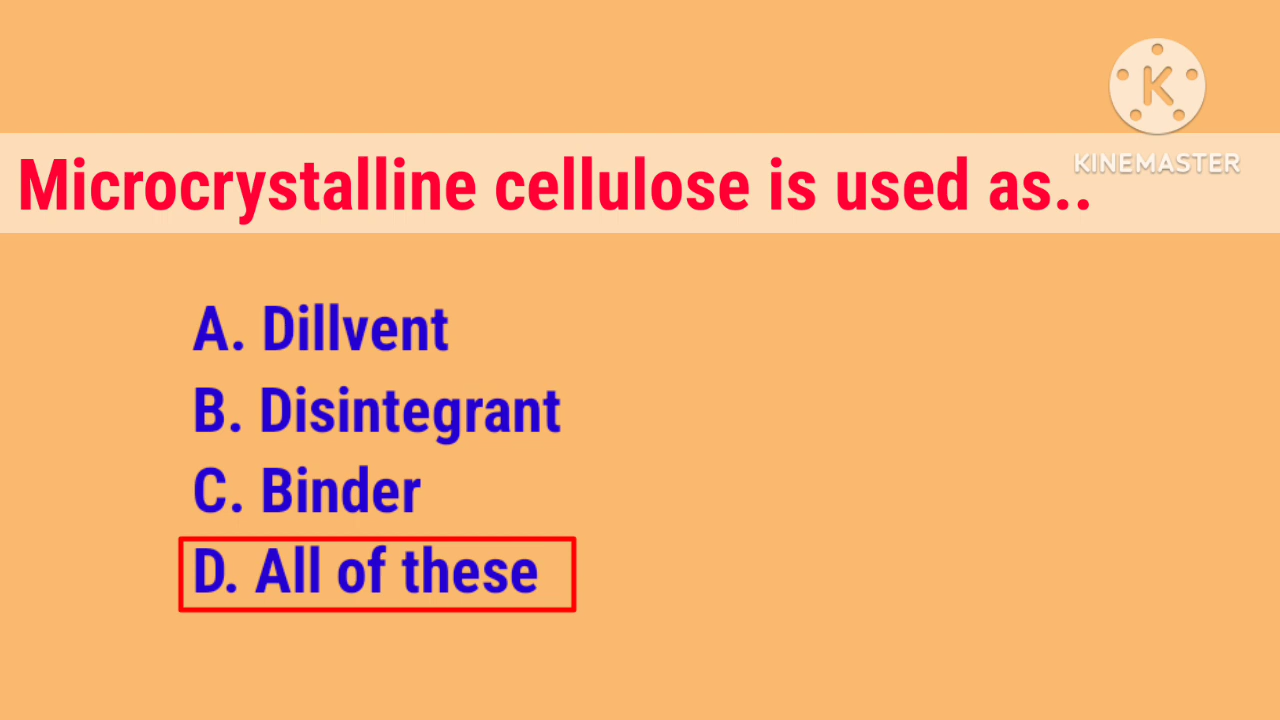 KINEMASTER
Microcrystalline cellulose is used as..
A. Dillvent
B. Disintegrant
C. Binder
D. All of these